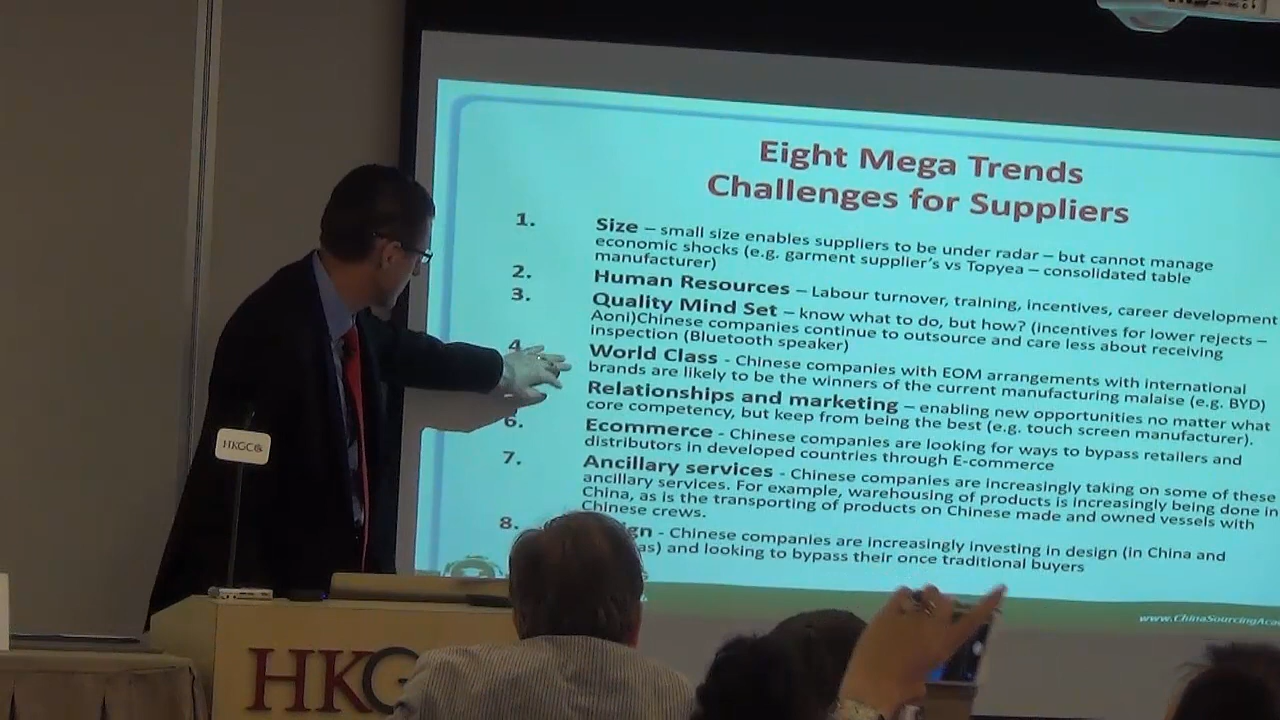 Eight Mega Trends
Challenges for Suppliers
1. Size – small size enables suppliers to be under radar – but cannot manage
economic shocks (e.g. garment supplier's vs Topyea – consolidated table
manufacturer)
2. Human Resources – Labour turnover, training, incentives, career development
3. Quality Mind Set – know what to do, but how? (incentives for lower rejects –
Aoni)Chinese companies continue to outsource and care less about receiving
inspection (Bluetooth speaker)
4. World Class - Chinese companies with EOM arrangements with international
brands are likely to be the winners of the current manufacturing malaise (e.g. BYD)
Relationships and marketing – enabling new opportunities no matter what
core competency, but keep from being the best (e.g. touch screen manufacturer).
6. Ecommerce - Chinese companies are looking for ways to bypass retailers and
distributors in developed countries through E-commerce
7. Ancillary services - Chinese companies are increasingly taking on some of these
ancillary services. For example, warehousing of products is increasingly being done in
China, as is the transporting of products on Chinese made and owned vessels with
Chinese crews.
8. ign - Chinese companies are increasingly investing in design (in China and
as) and looking to bypass their once traditional buyers
www.ChinaSourcingAca
HKGC
HKG